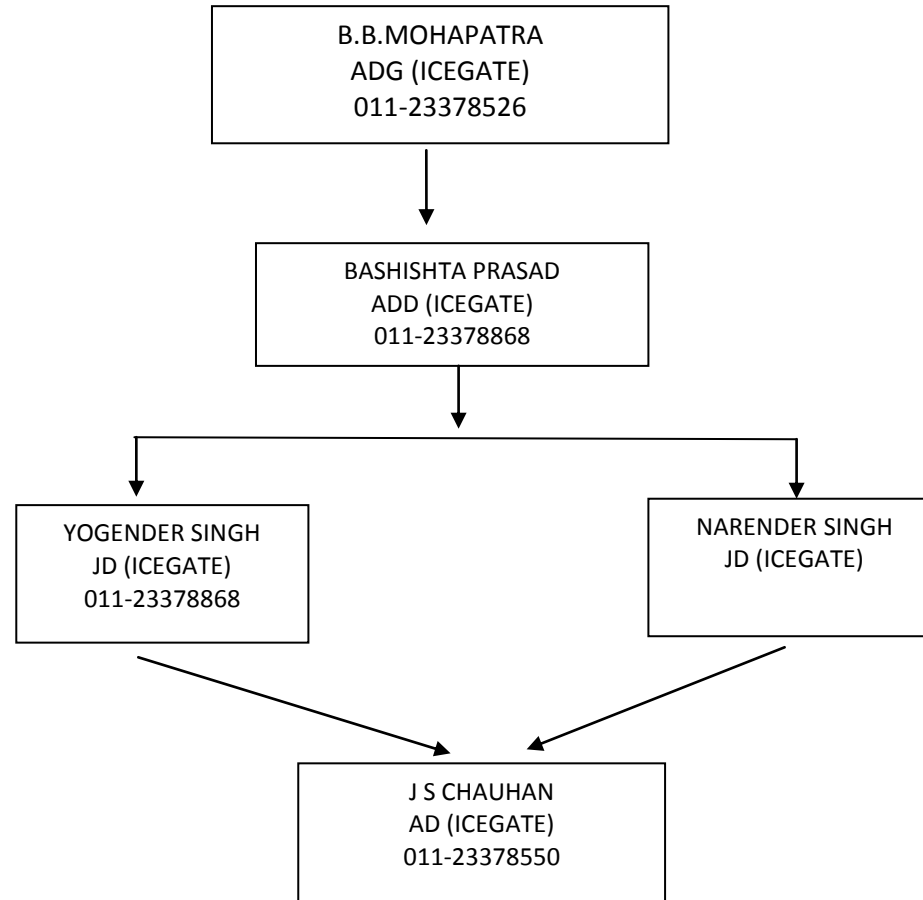 B.B.MOHAPATRA
ADG (ICEGATE)
011-23378526
BASHISHTA PRASAD
ADD (ICEGATE)
011-23378868
YOGENDER SINGH
JD (ICEGATE)
011-23378868
NARENDER SINGH
JD (ICEGATE)
J S CHAUHAN
AD (ICEGATE)
011-23378550